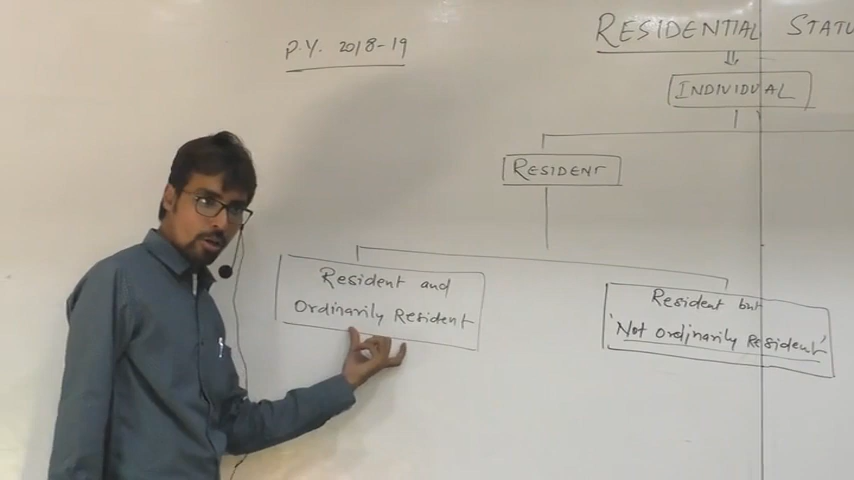 P.Y. 2018-19
RESIDENTIAL STATU
INDIVIDUAL
RESIDENT
Resident and
Ordinarily Resident
Resident but
'Not Ordinarily Resident'